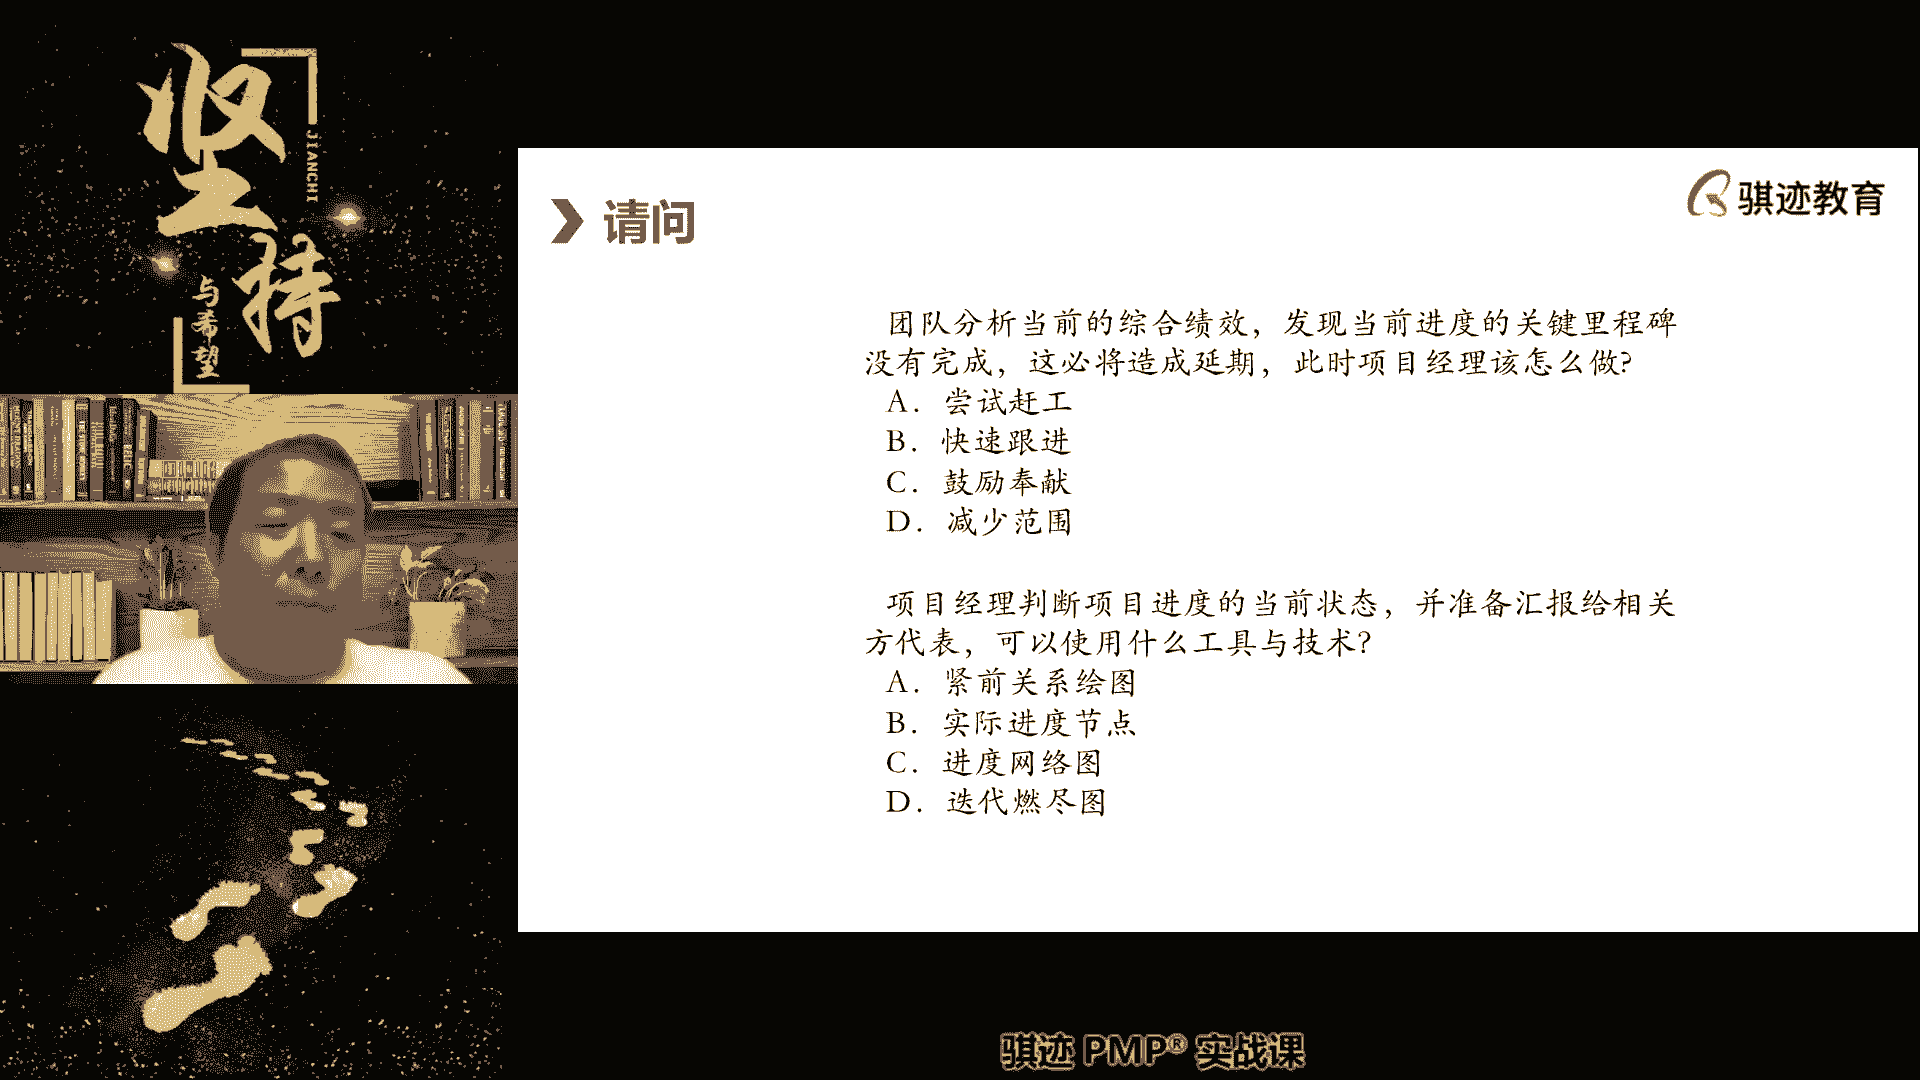 坚持
JIANCHI
与希望
请问
骐迹教育
团队分析当前的综合绩效，发现当前进度的关键里程碑
没有完成，这必将造成延期，此时项目经理该怎么做?
A．尝试赶工
B．快速跟进
C．鼓励奉献
D．减少范围
项目经理判断项目进度的当前状态，并准备汇报给相关
方代表，可以使用什么工具与技术?
A．紧前关系绘图
B．实际进度节点
C．进度网络图
D．迭代燃尽图
骐迹 PMP® 实战课